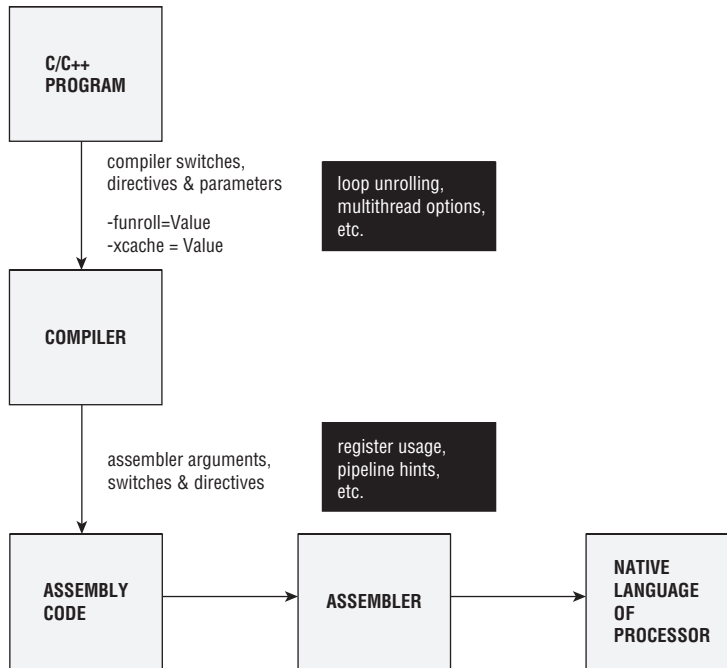 C/C++
PROGRAM
compiler switches,
directives & parameters
-funroll=Value
-xcache = Value
loop unrolling,
multithread options,
etc.
COMPILER
assembler arguments,
switches & directives
register usage,
pipeline hints,
etc.
ASSEMBLY
CODE
ASSEMBLER
NATIVE
LANGUAGE
OF
PROCESSOR